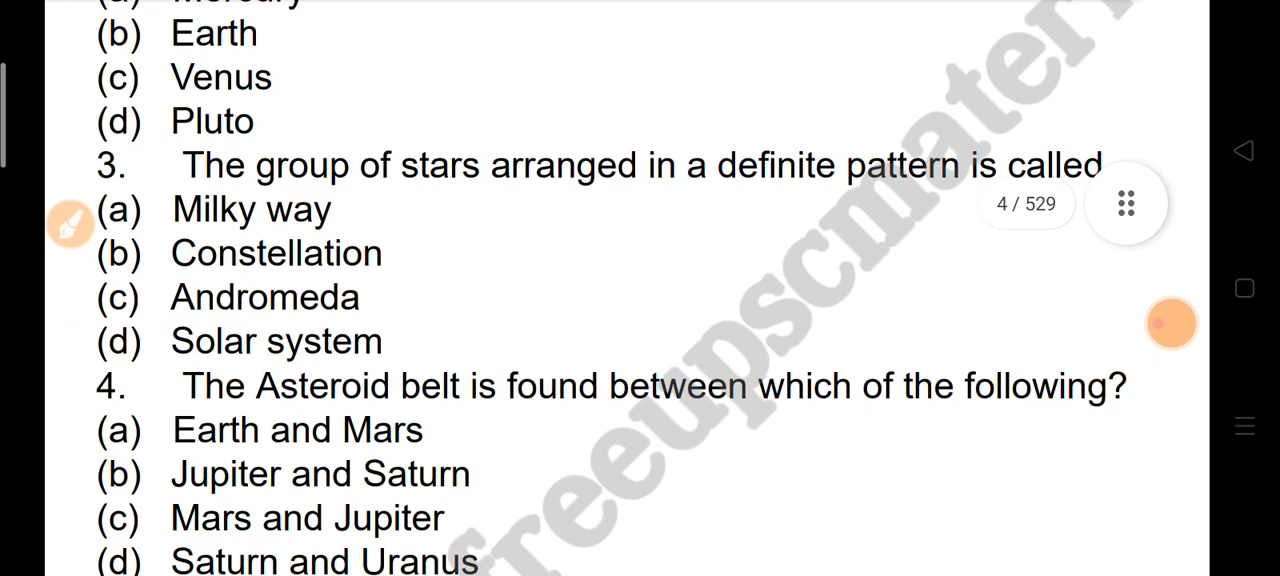 (a) Mercury
(b) Earth
(c) Venus
(d) Pluto
3. The group of stars arranged in a definite pattern is called
(a) Milky way
4 / 529
(b) Constellation
(c) Andromeda
(d) Solar system
4. The Asteroid belt is found between which of the following?
(a) Earth and Mars
(b) Jupiter and Saturn
(c) Mars and Jupiter
(d) Saturn and Uranus
freeupscmateri